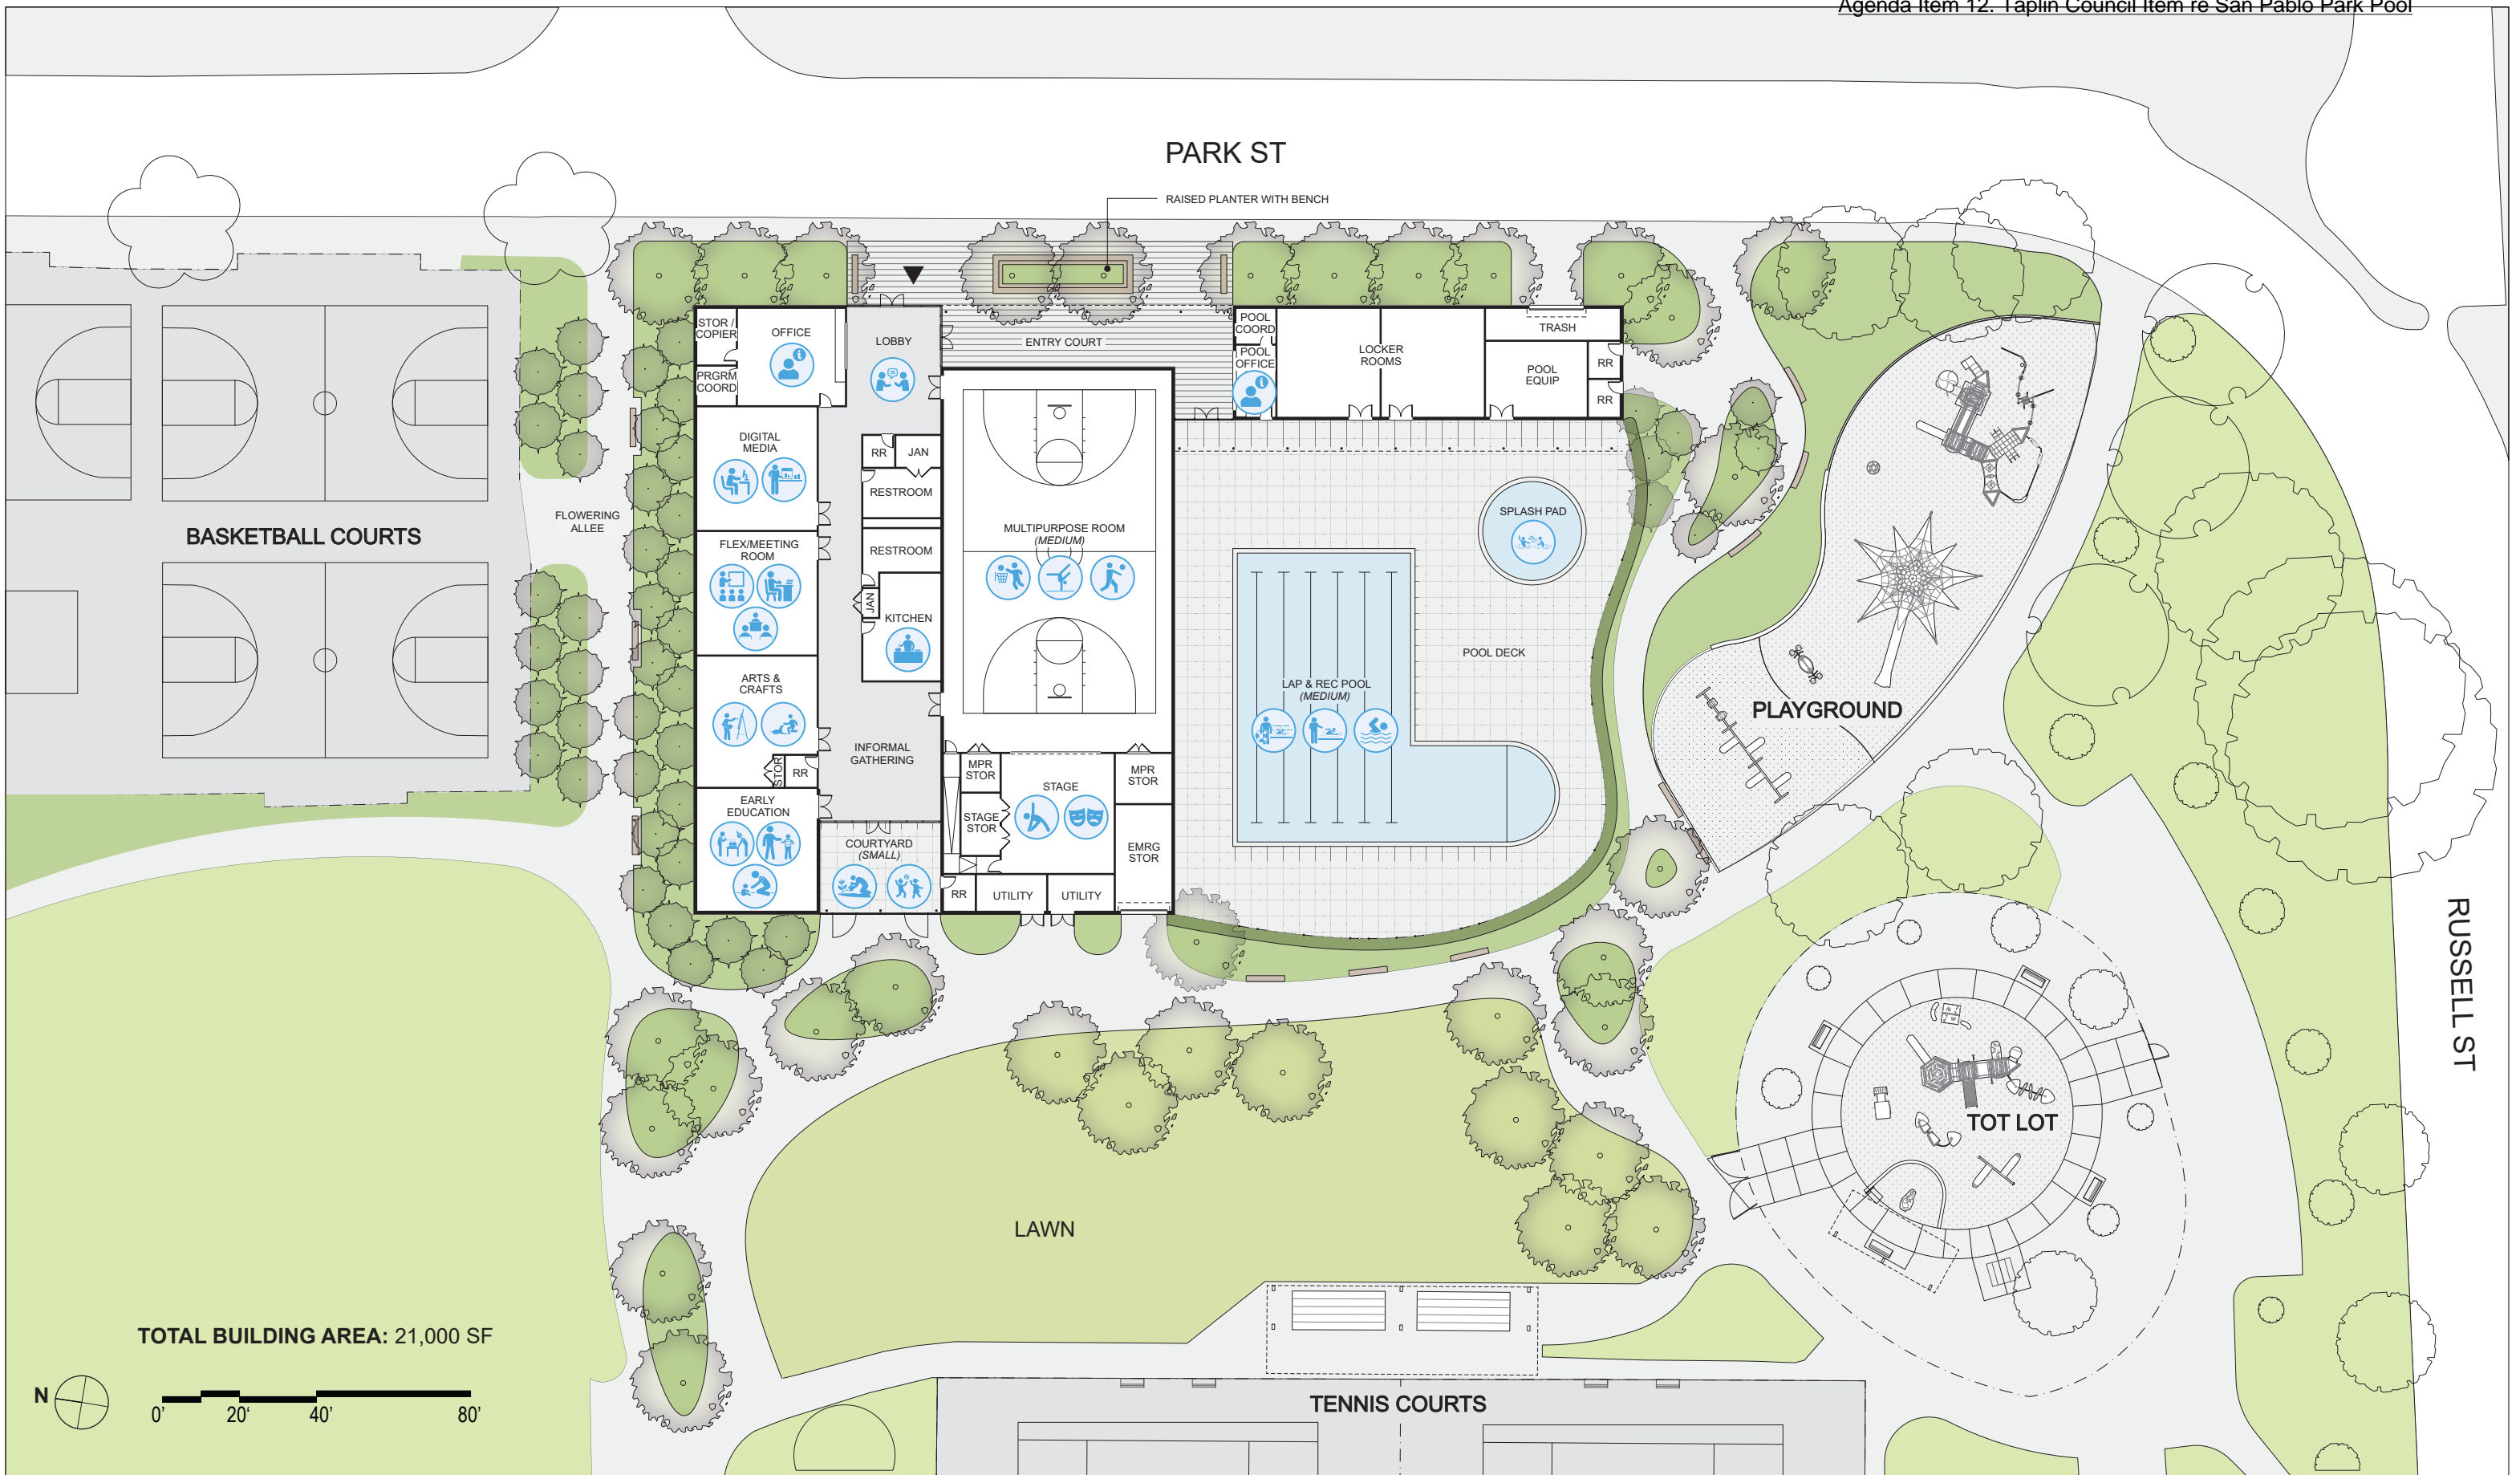 Agenda Item 12. Taplin Council Item re San Pablo Park Pool
PARK ST
RAISED PLANTER WITH BENCH
STOR /
COPIER
OFFICE
LOBBY
ENTRY COURT
POOL
COORD
POOL
OFFICE
LOCKER
ROOMS
TRASH
POOL
EQUIP
RR
RR
PRGRM
COORD
DIGITAL
MEDIA
RR
JAN
RESTROOM
FLOWERING
ALLEE
BASKETBALL COURTS
FLEX/MEETING
ROOM
RESTROOM
JAN
KITCHEN
MULTIPURPOSE ROOM
(MEDIUM)
SPLASH PAD
POOL DECK
LAP & REC POOL
(MEDIUM)
PLAYGROUND
ARTS &
CRAFTS
STOR
RR
INFORMAL
GATHERING
MPR
STOR
STAGE
MPR
STOR
STAGE
STOR
EARLY
EDUCATION
COURTYARD
(SMALL)
EMRG
STOR
RR
UTILITY
UTILITY
RUSSELL ST
TOT LOT
LAWN
TOTAL BUILDING AREA: 21,000 SF
N
0'
20'
40'
80'
TENNIS COURTS